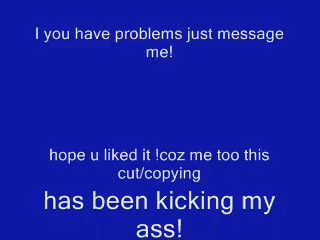 I you have problems just message
me!
hope u liked it !coz me too this
cut/copying
has been kicking my
ass!